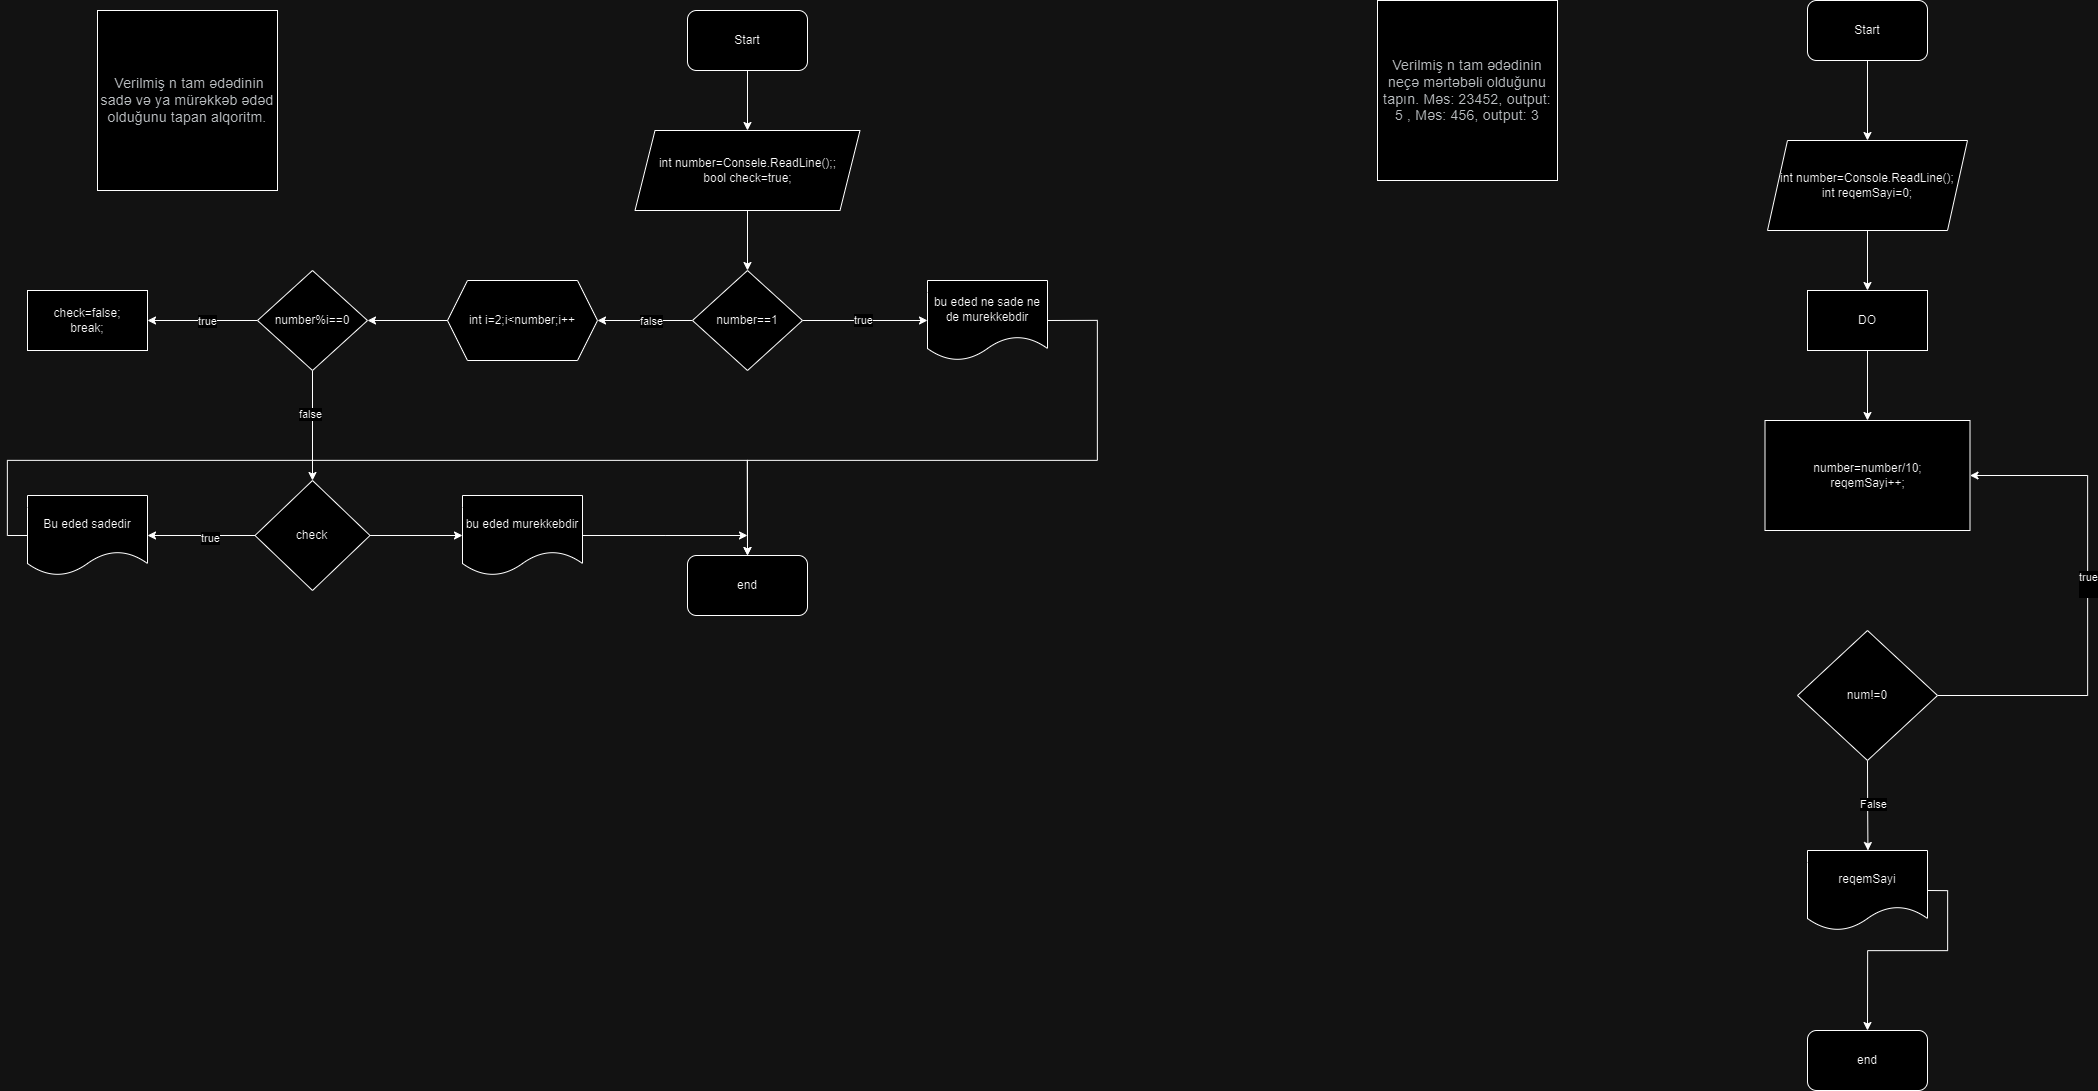 Verilmiş n tam ədədinin
sadə və ya mürəkkəb ədəd
olduğunu tapan alqoritm.
Start
int number=Consele.ReadLine();;
bool check=true;
check=false;
break;
true
number%i==0
int i=2;i<number;i++
false
number==1
true
bu eded ne sade ne
de murekkebdir
false
Bu eded sadedir
true
check
bu eded murekkebdir
end
Verilmiş n tam ədədinin
neçə mərtəbəli olduğunu
tapın. Məs: 23452, output:
5 , Məs: 456, output: 3
Start
int number=Console.ReadLine();
int reqemSayi=0;
DO
number=number/10;
reqemSayi++;
true
num!=0
False
reqemSayi
end